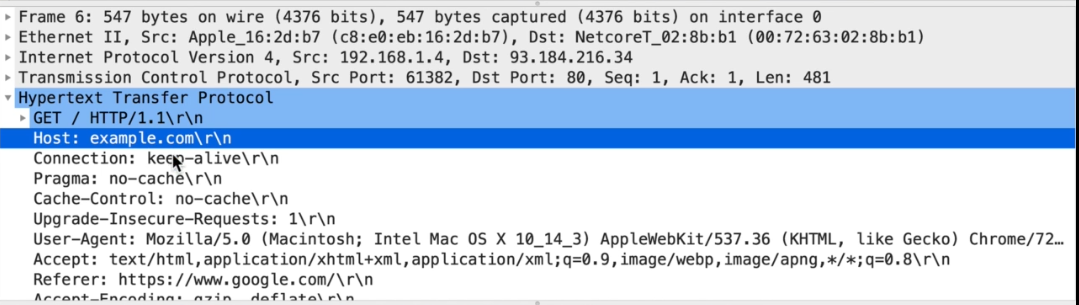 Frame 6: 547 bytes on wire (4376 bits), 547 bytes captured (4376 bits) on interface 0
Ethernet II, Src: Apple_16:2d:b7 (c8:e0:eb:16:2d:b7), Dst: NetcoreT_02:8b:b1 (00:72:63:02:8b:b1)
Internet Protocol Version 4, Src: 192.168.1.4, Dst: 93.184.216.34
Transmission Control Protocol, Src Port: 61382, Dst Port: 80, Seq: 1, Ack: 1, Len: 481
Hypertext Transfer Protocol
GET / HTTP/1.1\r\n
Host: example.com\r\n
Connection: keep-alive\r\n
Pragma: no-cache\r\n
Cache-Control: no-cache\r\n
Upgrade-Insecure-Requests: 1\r\n
User-Agent: Mozilla/5.0 (Macintosh; Intel Mac OS X 10_14_3) AppleWebKit/537.36 (KHTML, like Gecko) Chrome/72…
Accept: text/html,application/xhtml+xml,application/xml;q=0.9,image/webp,image/apng,*/*;q=0.8\r\n
Referer: https://www.google.com/\r\n
Accept-Encoding: gzip, deflate\r\n